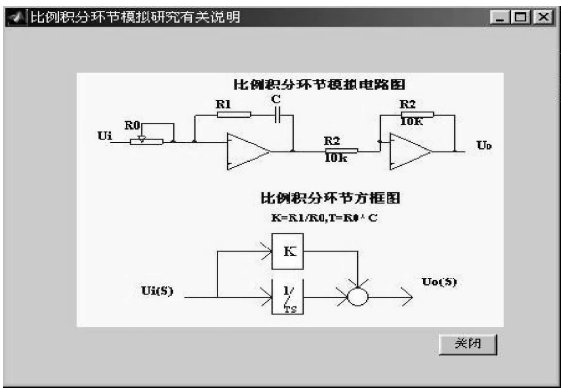 比例积分环节模拟研究有关说明
比例积分环节模拟电路图
R1
C
R2
R0
10K
Ui
R2
Uo
10k
比例积分环节方框图
K=R1/R0,T=R0*C
K
Ui(S)
1/TS
Uo(S)
关闭